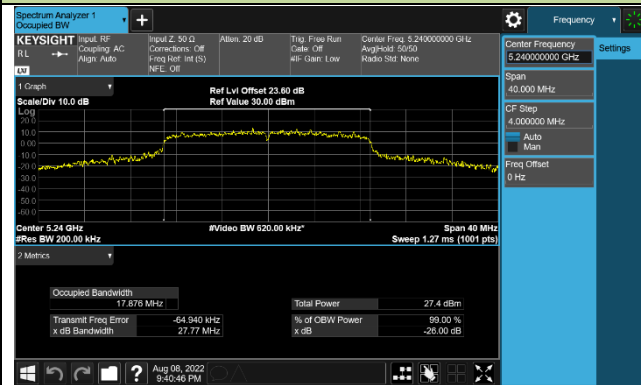 Spectrum Analyzer 1
Occupied BW
Frequency
KEYSIGHT
RL
LXI
Input: RF
Coupling: AC
Align: Auto
Input Z: 50 Ω
Corrections: Off
Freq Ref: Int (S)
NFE: Off
Atten: 20 dB
Trig: Free Run
Gate: Off
#IF Gain: Low
Center Freq: 5.240000000 GHz
Avg|Hold: 50/50
Radio Std: None
Center Frequency
5.240000000 GHz
Settings
Span
40.000 MHz
CF Step
4.000000 MHz
Auto
Man
Freq Offset
0 Hz
1 Graph
Scale/Div 10.0 dB
Ref Lvl Offset 23.60 dB
Ref Value 30.00 dBm
Log
20.0
10.0
0.00
-10.0
-20.0
-30.0
-40.0
-50.0
-60.0
Center 5.24 GHz
#Video BW 620.00 kHz*
Span 40 MHz
#Res BW 200.00 kHz
Sweep 1.27 ms (1001 pts)
2 Metrics
Occupied Bandwidth
17.876 MHz
Total Power
27.4 dBm
Transmit Freq Error
-64.940 kHz
% of OBW Power
99.00 %
x dB Bandwidth
27.77 MHz
x dB
-26.00 dB
Aug 08, 2022
9:40:46 PM